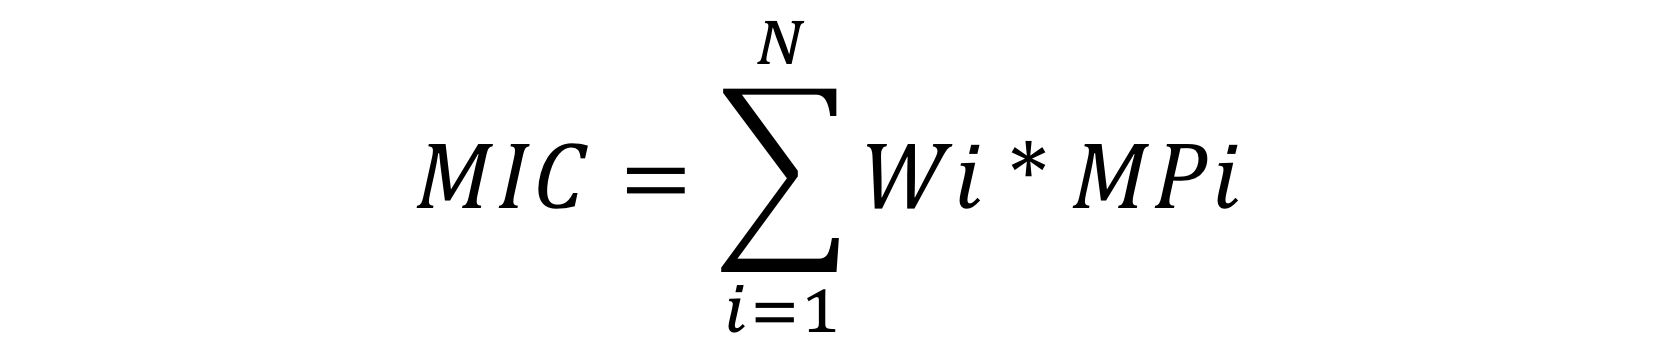 N
MIC = ∑ Wi * MPi
i=1